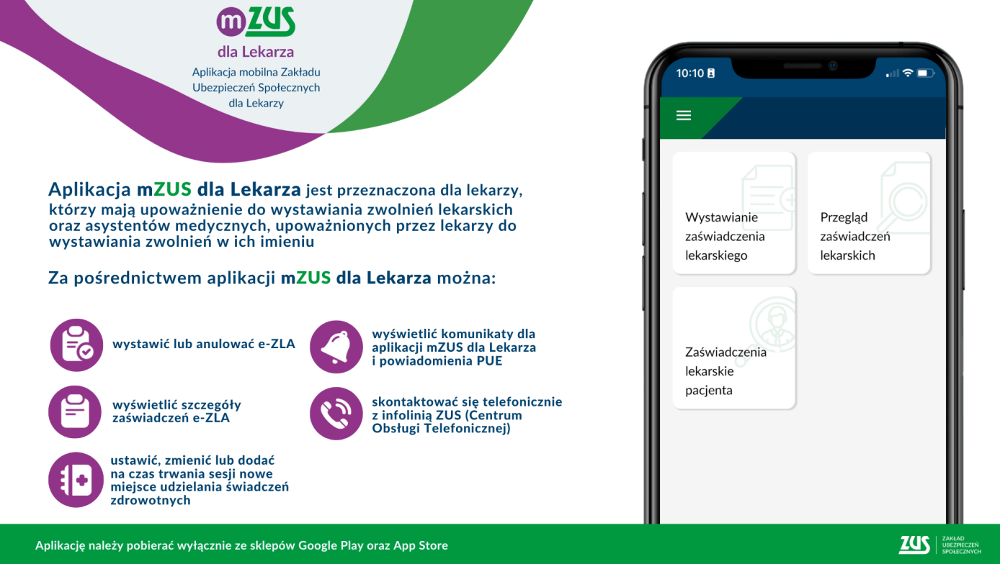 mZUS
dla Lekarza
Aplikacja mobilna Zakładu
Ubezpieczeń Społecznych
dla Lekarzy
Aplikacja mZUS dla Lekarza jest przeznaczona dla lekarzy,
którzy mają upoważnienie do wystawiania zwolnień lekarskich
oraz asystentów medycznych, upoważnionych przez lekarzy do
wystawiania zwolnień w ich imieniu
Za pośrednictwem aplikacji mZUS dla Lekarza można:
wystawić lub anulować e-ZLA
wyświetlić szczegóły
zaświadczeń e-ZLA
ustawić, zmienić lub dodać
na czas trwania sesji nowe
miejsce udzielania świadczeń
zdrowotnych
wyświetlić komunikaty dla
aplikacji mZUS dla Lekarza
i powiadomienia PUE
skontaktować się telefonicznie
z infolinią ZUS (Centrum
Obsługi Telefonicznej)
10:10
Wystawianie
zaświadczenia
lekarskiego
Przegląd
zaświadczeń
lekarskich
Zaświadczenia
lekarskie
pacjenta
Aplikację należy pobierać wyłącznie ze sklepów Google Play oraz App Store
ZUS
ZAKŁAD
UBEZPIECZEŃ
SPOŁECZNYCH